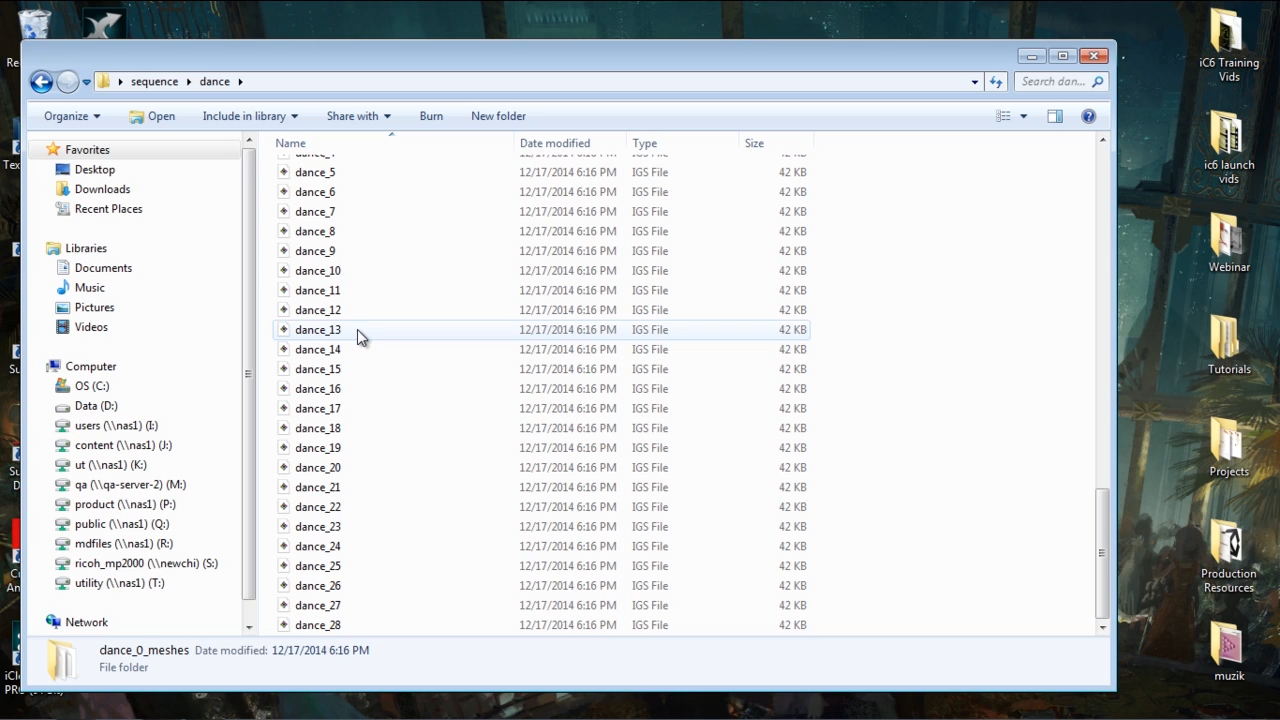 sequence dance
Search dan...
Organize Open Include in library Share with Burn New folder
Name Date modified Type Size
Favorites
Desktop
Downloads
Recent Places
Libraries
Documents
Music
Pictures
Videos
Computer
OS (C:)
Data (D:)
users (\\nas1) (I:)
content (\\nas1) (J:)
ut (\\nas1) (K:)
qa (\\qa-server-2) (M:)
product (\\nas1) (P:)
public (\\nas1) (Q:)
mdfiles (\\nas1) (R:)
ricoh_mp2000 (\\newchi) (S:)
utility (\\nas1) (T:)
Network
dance_5 12/17/2014 6:16 PM IGS File 42 KB
dance_6 12/17/2014 6:16 PM IGS File 42 KB
dance_7 12/17/2014 6:16 PM IGS File 42 KB
dance_8 12/17/2014 6:16 PM IGS File 42 KB
dance_9 12/17/2014 6:16 PM IGS File 42 KB
dance_10 12/17/2014 6:16 PM IGS File 42 KB
dance_11 12/17/2014 6:16 PM IGS File 42 KB
dance_12 12/17/2014 6:16 PM IGS File 42 KB
dance_13 12/17/2014 6:16 PM IGS File 42 KB
dance_14 12/17/2014 6:16 PM IGS File 42 KB
dance_15 12/17/2014 6:16 PM IGS File 42 KB
dance_16 12/17/2014 6:16 PM IGS File 42 KB
dance_17 12/17/2014 6:16 PM IGS File 42 KB
dance_18 12/17/2014 6:16 PM IGS File 42 KB
dance_19 12/17/2014 6:16 PM IGS File 42 KB
dance_20 12/17/2014 6:16 PM IGS File 42 KB
dance_21 12/17/2014 6:16 PM IGS File 42 KB
dance_22 12/17/2014 6:16 PM IGS File 42 KB
dance_23 12/17/2014 6:16 PM IGS File 42 KB
dance_24 12/17/2014 6:16 PM IGS File 42 KB
dance_25 12/17/2014 6:16 PM IGS File 42 KB
dance_26 12/17/2014 6:16 PM IGS File 42 KB
dance_27 12/17/2014 6:16 PM IGS File 42 KB
dance_28 12/17/2014 6:16 PM IGS File 42 KB
dance_0_meshes Date modified: 12/17/2014 6:16 PM
File folder
iC6 Training
Vids
ic6 launch
vids
Webinar
Tutorials
Projects
Production
Resources
muzik